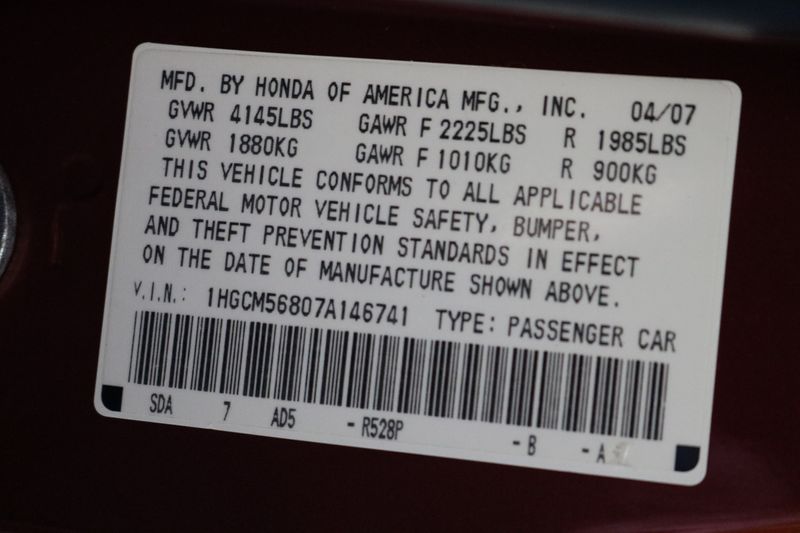 MFD. BY HONDA OF AMERICA MFG., INC. 04/07
GVWR 4145LBS GAWR F 2225LBS R 1985LBS
GVWR 1880KG GAWR F 1010KG R 900KG
THIS VEHICLE CONFORMS TO ALL APPLICABLE
FEDERAL MOTOR VEHICLE SAFETY, BUMPER,
AND THEFT PREVENTION STANDARDS IN EFFECT
ON THE DATE OF MANUFACTURE SHOWN ABOVE.
V.I.N.: 1HGCM56807A146741 TYPE: PASSENGER CAR
SDA 7 AD5 - R528P - B - A